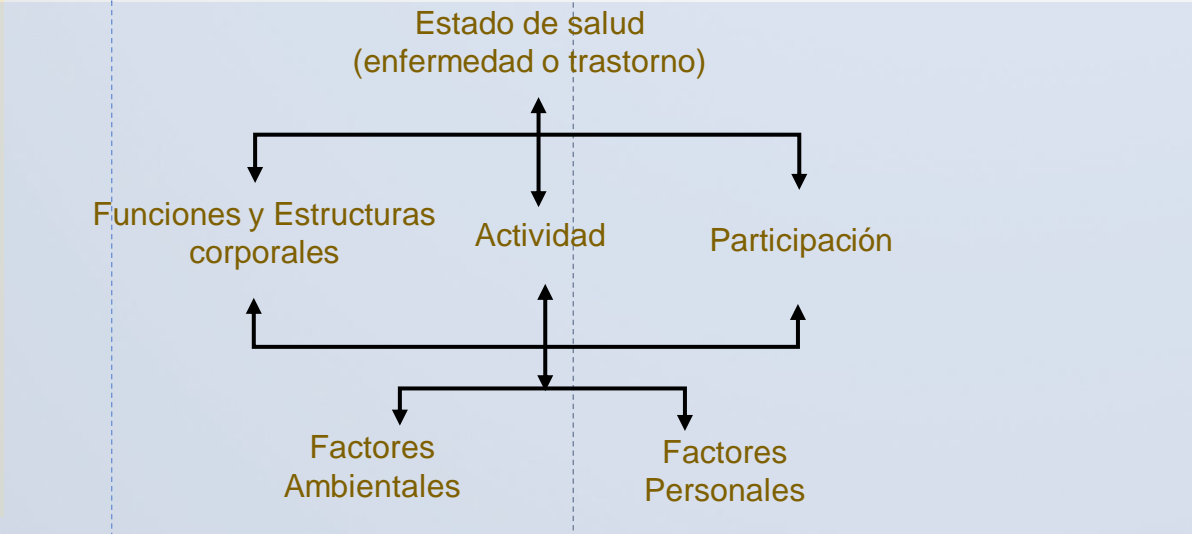 Estado de salud
(enfermedad o trastorno)
Funciones y Estructuras
corporales
Actividad
Participación
Factores
Ambientales
Factores
Personales